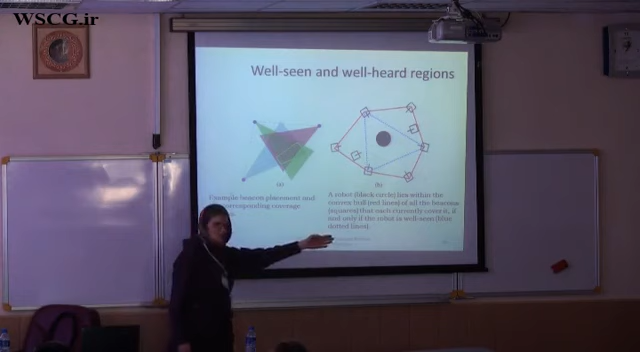 WSCG.ir
Well-seen and well-heard regions
(a)
(b)
Example beacon placement and
corresponding coverage
A robot (black circle) lies within the
convex hull (red lines) of all the beacons
(squares) that each currently cover it, if
and only if the robot is well-seen (blue
dotted lines).